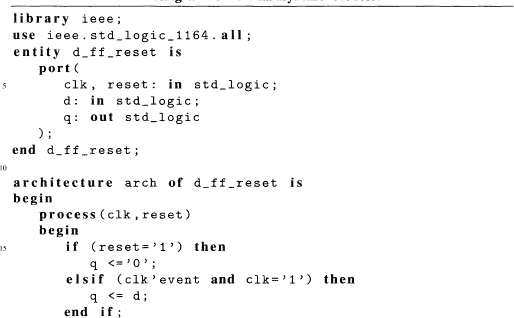 library ieee;
use ieee.std_logic_1164.all;
entity d_ff_reset is
   port(
5      clk, reset: in std_logic;
      d: in std_logic;
      q: out std_logic
   );
end d_ff_reset;
10
architecture arch of d_ff_reset is
begin
   process(clk,reset)
   begin
15      if (reset='1') then
         q <='0';
      elsif (clk'event and clk='1') then
         q <= d;
      end if;